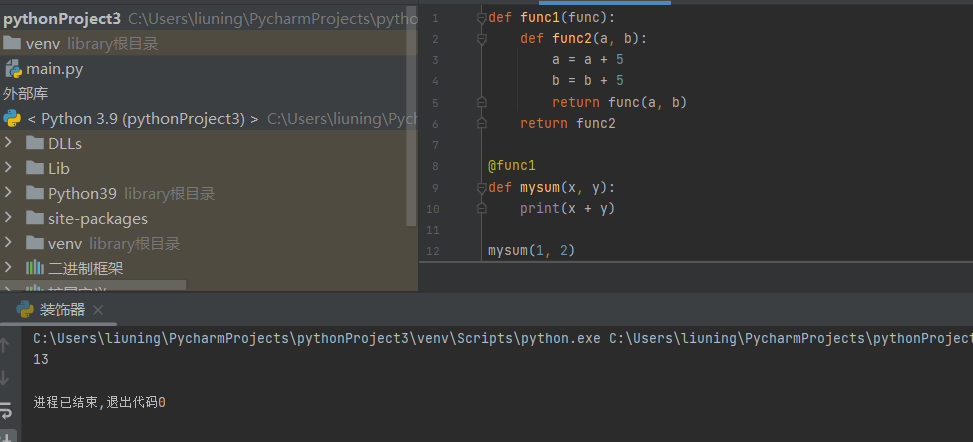 pythonProject3 C:\Users\liuning\PycharmProjects\pytho
venv library根目录
main.py
外部库
< Python 3.9 (pythonProject3) > C:\Users\liuning\Pych
DLLs
Lib
Python39 library根目录
site-packages
venv library根目录
二进制框架
1 def func1(func):
2 def func2(a, b):
3 a = a + 5
4 b = b + 5
5 return func(a, b)
6 return func2
7
8 @func1
9 def mysum(x, y):
10 print(x + y)
11
12 mysum(1, 2)
装饰器
C:\Users\liuning\PycharmProjects\pythonProject3\venv\Scripts\python.exe C:\Users\liuning\PycharmProjects\pythonProject
13
进程已结束,退出代码0